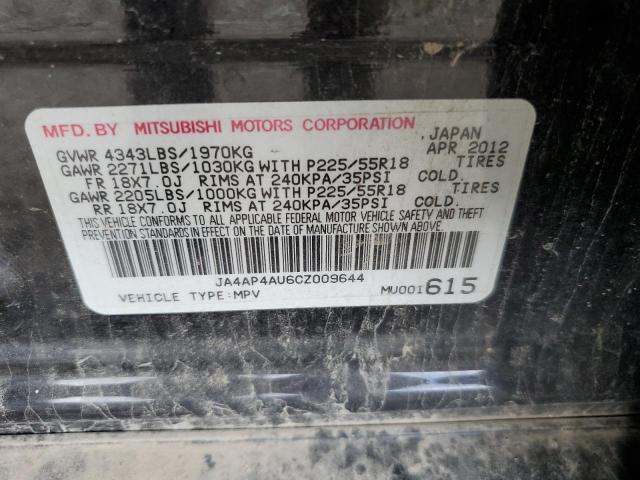 MFD. BY MITSUBISHI MOTORS CORPORATION , JAPAN
GVWR 4343LBS/1970KG APR 2012
GAWR 2271LBS/1030KG WITH P225/55R18 TIRES
FR 18X7.0J RIMS AT 240KPA/35PSI COLD.
GAWR 2205LBS/1000KG WITH P225/55R18 TIRES
RR 18X7.0J RIMS AT 240KPA/35PSI COLD.
THIS VEHICLE CONFORMS TO ALL APPLICABLE FEDERAL MOTOR VEHICLE SAFETY AND THEFT
PREVENTION STANDARDS IN EFFECT ON THE DATE OF MANUFACTURE SHOWN ABOVE.
JA4AP4AU6CZ009644
VEHICLE TYPE:MPV MU001615